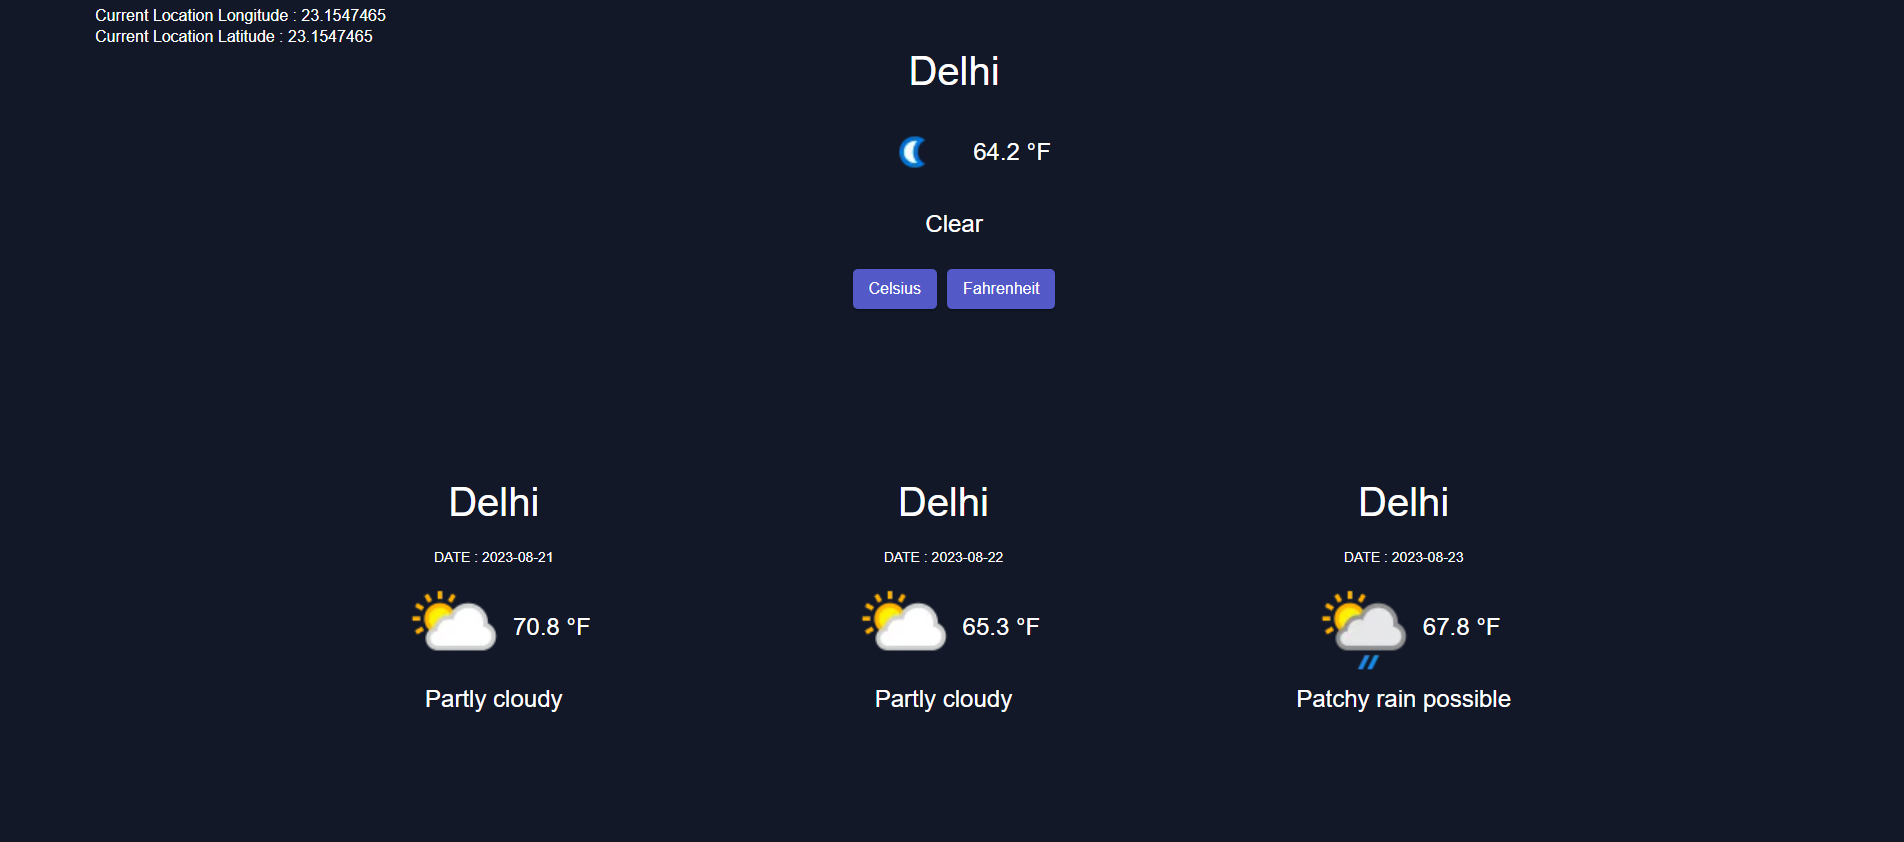 Current Location Longitude : 23.1547465
Current Location Latitude : 23.1547465
Delhi
64.2 °F
Clear
Celsius Fahrenheit
Delhi Delhi Delhi
DATE : 2023-08-21 DATE : 2023-08-22 DATE : 2023-08-23
70.8 °F 65.3 °F 67.8 °F
Partly cloudy Partly cloudy Patchy rain possible